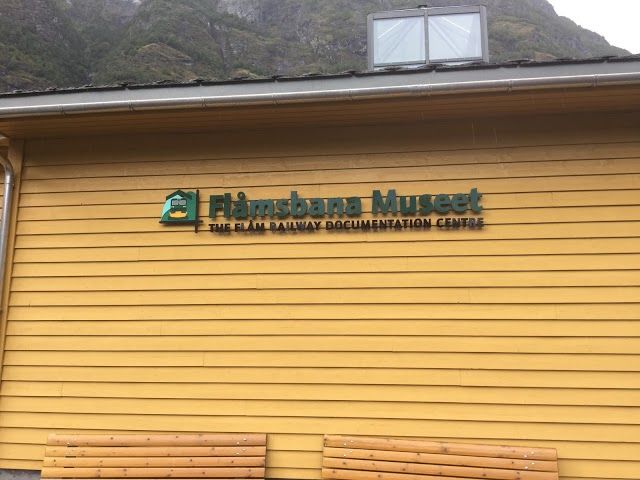 Flåmsbana Museet
THE FLÅM RAILWAY DOCUMENTATION CENTRE